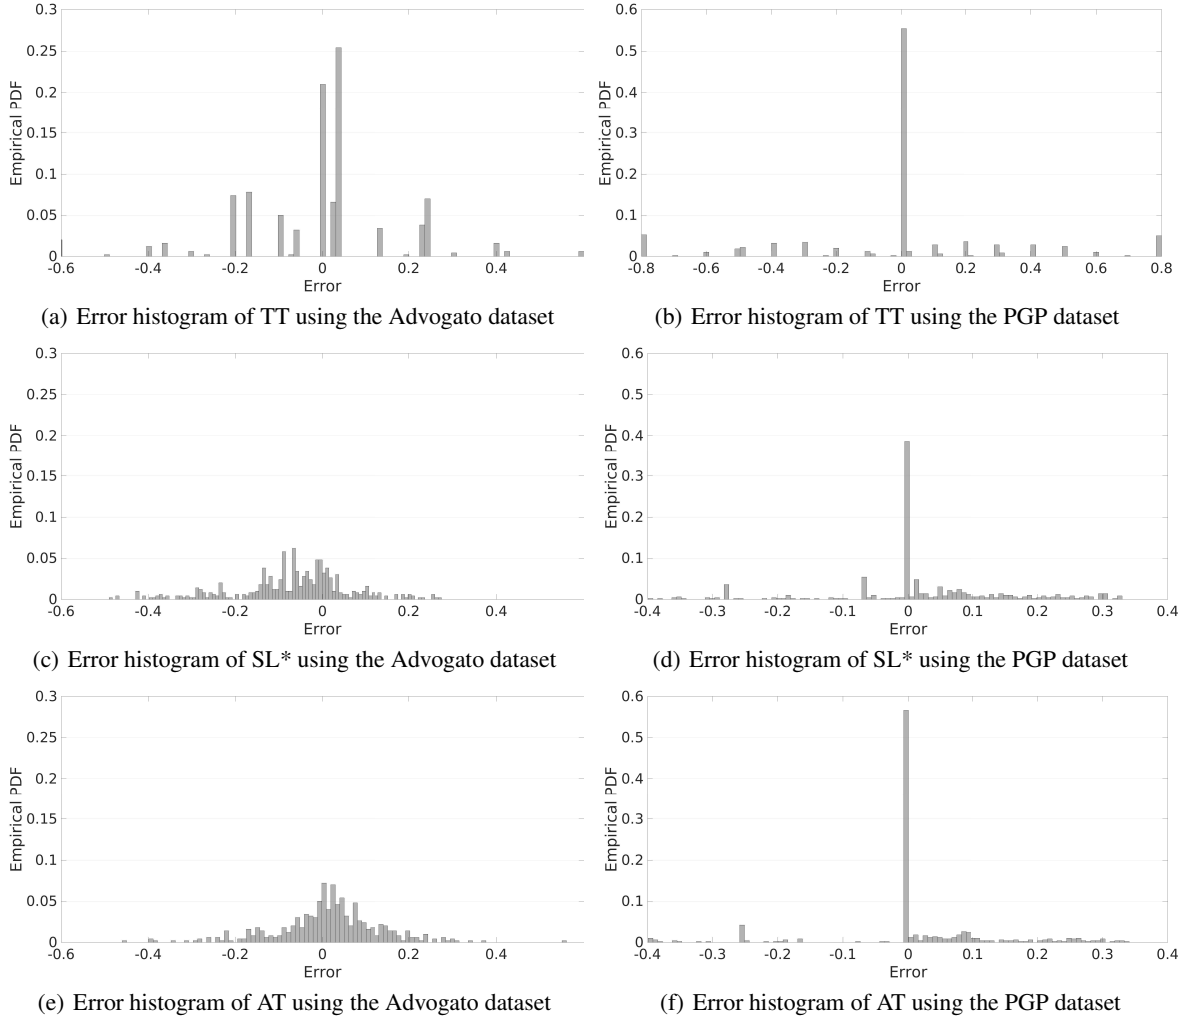 0.3
0.25
0.2
0.15
0.1
0.05
0
Empirical PDF
-0.6 -0.4 -0.2 0 0.2 0.4
Error
(a) Error histogram of TT using the Advogato dataset
0.6
0.5
0.4
0.3
0.2
0.1
0
Empirical PDF
-0.8 -0.6 -0.4 -0.2 0 0.2 0.4 0.6 0.8
Error
(b) Error histogram of TT using the PGP dataset
0.3
0.25
0.2
0.15
0.1
0.05
0
Empirical PDF
-0.6 -0.4 -0.2 0 0.2 0.4
Error
(c) Error histogram of SL* using the Advogato dataset
0.6
0.5
0.4
0.3
0.2
0.1
0
Empirical PDF
-0.4 -0.3 -0.2 -0.1 0 0.1 0.2 0.3 0.4
Error
(d) Error histogram of SL* using the PGP dataset
0.3
0.25
0.2
0.15
0.1
0.05
0
Empirical PDF
-0.6 -0.4 -0.2 0 0.2 0.4
Error
(e) Error histogram of AT using the Advogato dataset
0.6
0.5
0.4
0.3
0.2
0.1
0
Empirical PDF
-0.4 -0.3 -0.2 -0.1 0 0.1 0.2 0.3 0.4
Error
(f) Error histogram of AT using the PGP dataset